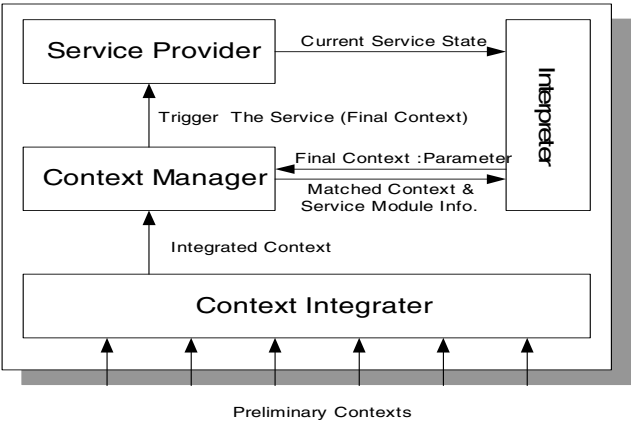 Service Provider
Current Service State
Interpreter
Trigger The Service (Final Context)
Context Manager
Final Context :Parameter
Matched Context &
Service Module Info.
Integrated Context
Context Integrater
Preliminary Contexts